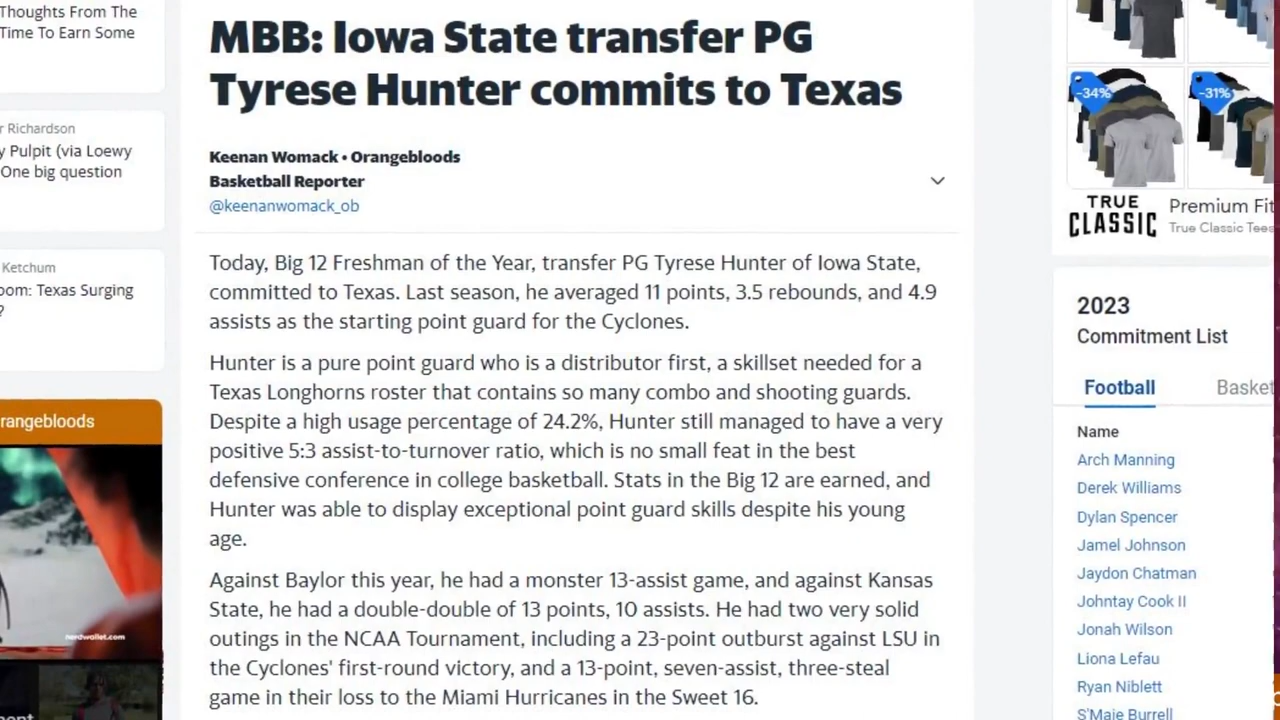 Thoughts From The
Time To Earn Some
r Richardson
y Pulpit (via Loewy
One big question
Ketchum
oom: Texas Surging
?
rangebloods
nerdwallet.com
MBB: Iowa State transfer PG
Tyrese Hunter commits to Texas
Keenan Womack • Orangebloods
Basketball Reporter
@keenanwomack_ob
Today, Big 12 Freshman of the Year, transfer PG Tyrese Hunter of Iowa State,
committed to Texas. Last season, he averaged 11 points, 3.5 rebounds, and 4.9
assists as the starting point guard for the Cyclones.
Hunter is a pure point guard who is a distributor first, a skillset needed for a
Texas Longhorns roster that contains so many combo and shooting guards.
Despite a high usage percentage of 24.2%, Hunter still managed to have a very
positive 5:3 assist-to-turnover ratio, which is no small feat in the best
defensive conference in college basketball. Stats in the Big 12 are earned, and
Hunter was able to display exceptional point guard skills despite his young
age.
Against Baylor this year, he had a monster 13-assist game, and against Kansas
State, he had a double-double of 13 points, 10 assists. He had two very solid
outings in the NCAA Tournament, including a 23-point outburst against LSU in
the Cyclones' first-round victory, and a 13-point, seven-assist, three-steal
game in their loss to the Miami Hurricanes in the Sweet 16.
-34%
-31%
TRUE
CLASSIC
Premium Fit
True Classic Tees
2023
Commitment List
Football
Basket
Name
Arch Manning
Derek Williams
Dylan Spencer
Jamel Johnson
Jaydon Chatman
Johntay Cook II
Jonah Wilson
Liona Lefau
Ryan Niblett
S'Maje Burrell